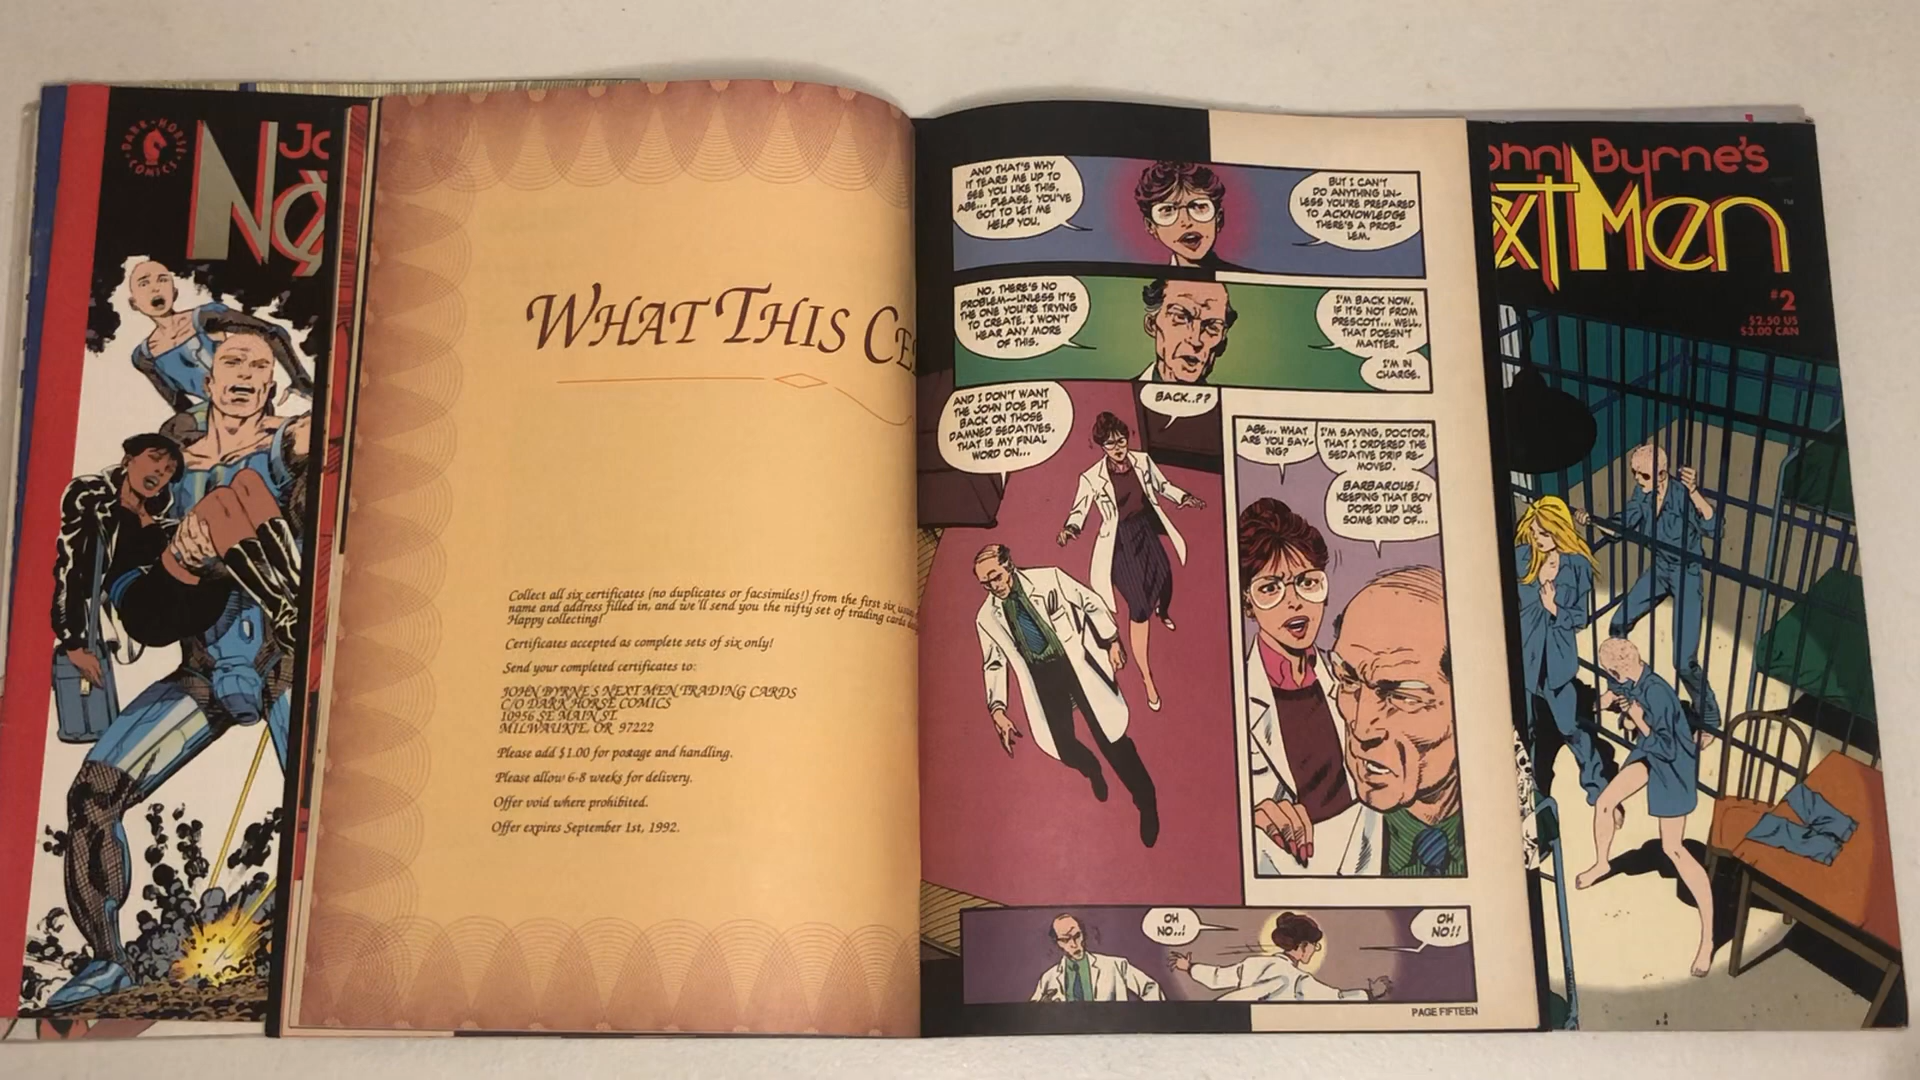 DARK HORSE
COMICS
WHAT THIS
Collect all six certificates (no duplicates or facsimiles!) from the first six
name and address filled in, and we'll send you the nifty set of trading cards
Happy collecting!
Certificates accepted as complete sets of six only!
Send your completed certificates to:
JOHN BYRNE'S NEXT MEN TRADING CARDS
C/O DARK HORSE COMICS
10956 SE MAIN ST.
MILWAUKIE, OR 97222
Please add $1.00 for postage and handling.
Please allow 6-8 weeks for delivery.
Offer void where prohibited.
Offer expires September 1st, 1992.
AND THAT'S WHY
IT TEARS ME UP TO
SEE YOU LIKE THIS,
ABE... PLEASE, YOU'VE
GOT TO LET ME
HELP YOU.
BUT I CAN'T
DO ANYTHING UN-
LESS YOU'RE PREPARED
TO ACKNOWLEDGE
THERE'S A PROB-
LEM.
NO. THERE'S NO
PROBLEM--UNLESS IT'S
THE ONE YOU'RE TRYING
TO CREATE. I WON'T
HEAR ANY MORE
OF THIS.
I'M BACK NOW.
IF IT'S NOT FROM
PRESCOTT... WELL,
THAT DOESN'T
MATTER.
I'M IN
CHARGE.
AND I DON'T WANT
THE JOHN DOE PUT
BACK ON THOSE
DAMNED SEDATIVES.
THAT IS MY FINAL
WORD ON...
BACK..??
ABE... WHAT
ARE YOU SAY-
ING?
I'M SAYING, DOCTOR,
THAT I ORDERED THE
SEDATIVE DRIP RE-
MOVED.
BARBAROUS!
KEEPING THAT BOY
DOPED UP LIKE
SOME KIND OF...
OH
NO..!
OH
NO!!
PAGE FIFTEEN
Byrne's
Men
™
#2
$2.50 US
$3.00 CAN